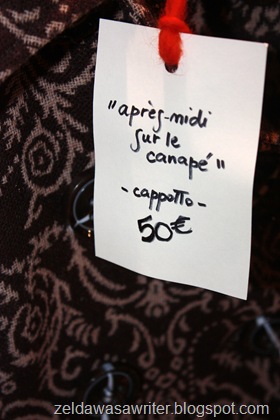 "après-midi
sur le
canapé"
- cappotto -
50€
zeldawasawriter.blogspot.com